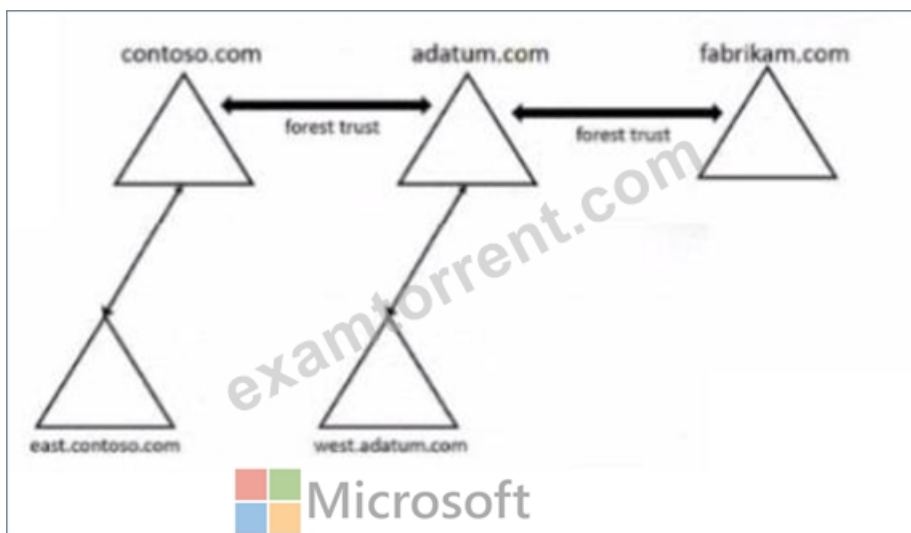 contoso.com adatum.com fabrikam.com
forest trust forest trust
examtorrent.com
east.contoso.com west.adatum.com
Microsoft